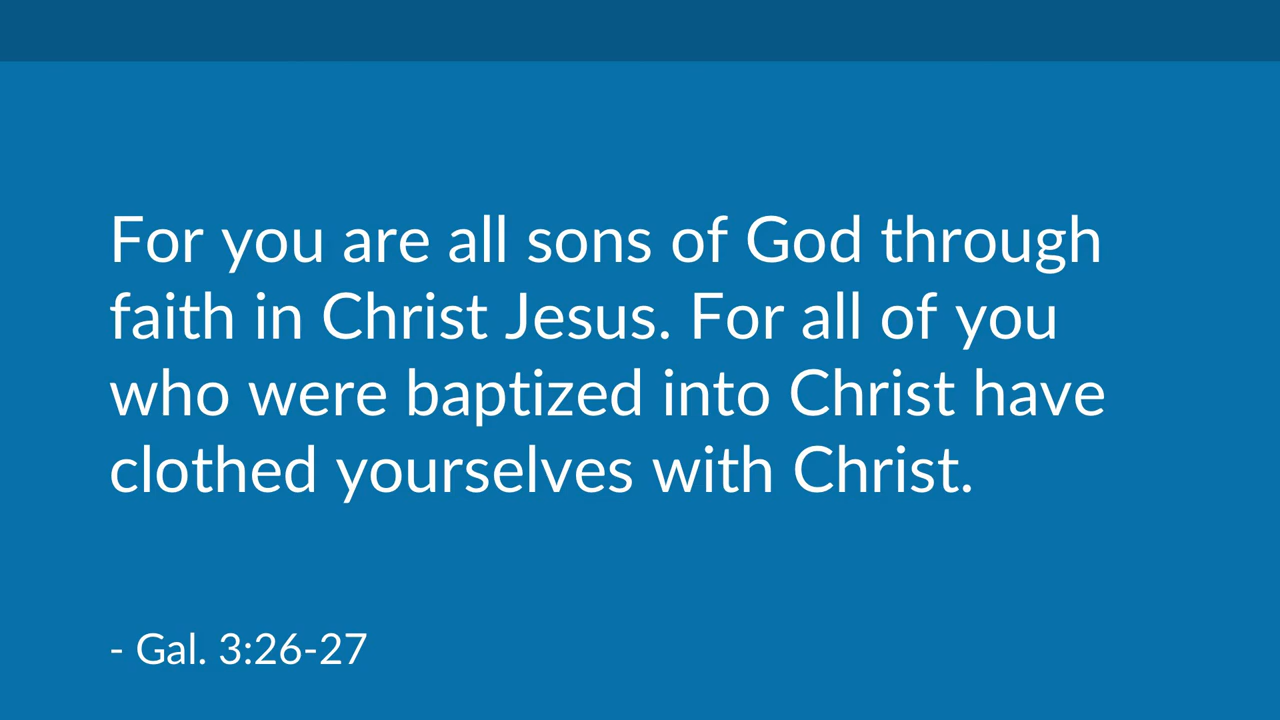 For you are all sons of God through
faith in Christ Jesus. For all of you
who were baptized into Christ have
clothed yourselves with Christ.
- Gal. 3:26-27